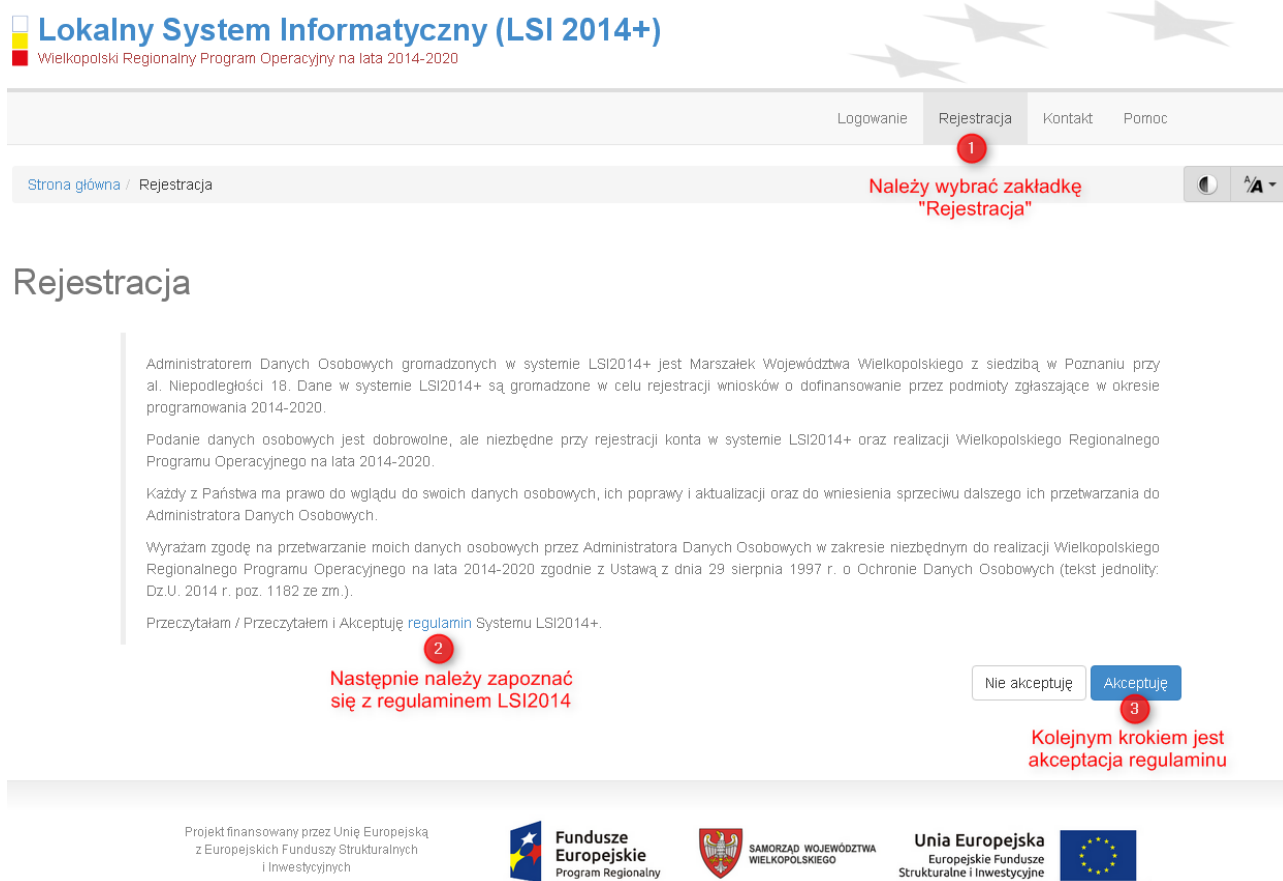 Lokalny System Informatyczny (LSI 2014+)
Wielkopolski Regionalny Program Operacyjny na lata 2014-2020
Logowanie Rejestracja Kontakt Pomoc
1
Strona główna / Rejestracja
Należy wybrać zakładkę
"Rejestracja"
A/A
Rejestracja
Administratorem Danych Osobowych gromadzonych w systemie LSI2014+ jest Marszałek Województwa Wielkopolskiego z siedzibą w Poznaniu przy
al. Niepodległości 18. Dane w systemie LSI2014+ są gromadzone w celu rejestracji wniosków o dofinansowanie przez podmioty zgłaszające w okresie
programowania 2014-2020.
Podanie danych osobowych jest dobrowolne, ale niezbędne przy rejestracji konta w systemie LSI2014+ oraz realizacji Wielkopolskiego Regionalnego
Programu Operacyjnego na lata 2014-2020.
Każdy z Państwa ma prawo do wglądu do swoich danych osobowych, ich poprawy i aktualizacji oraz do wniesienia sprzeciwu dalszego ich przetwarzania do
Administratora Danych Osobowych.
Wyrażam zgodę na przetwarzanie moich danych osobowych przez Administratora Danych Osobowych w zakresie niezbędnym do realizacji Wielkopolskiego
Regionalnego Programu Operacyjnego na lata 2014-2020 zgodnie z Ustawą z dnia 29 sierpnia 1997 r. o Ochronie Danych Osobowych (tekst jednolity:
Dz.U. 2014 r. poz. 1182 ze zm.).
Przeczytałam / Przeczytałem i Akceptuję regulamin Systemu LSI2014+.
2
Następnie należy zapoznać
się z regulaminem LSI2014
Nie akceptuję Akceptuję
3
Kolejnym krokiem jest
akceptacja regulaminu
Projekt finansowany przez Unię Europejską
z Europejskich Funduszy Strukturalnych
i Inwestycyjnych
Fundusze
Europejskie
Program Regionalny
SAMORZĄD WOJEWÓDZTWA
WIELKOPOLSKIEGO
Unia Europejska
Europejskie Fundusze
Strukturalne i Inwestycyjne